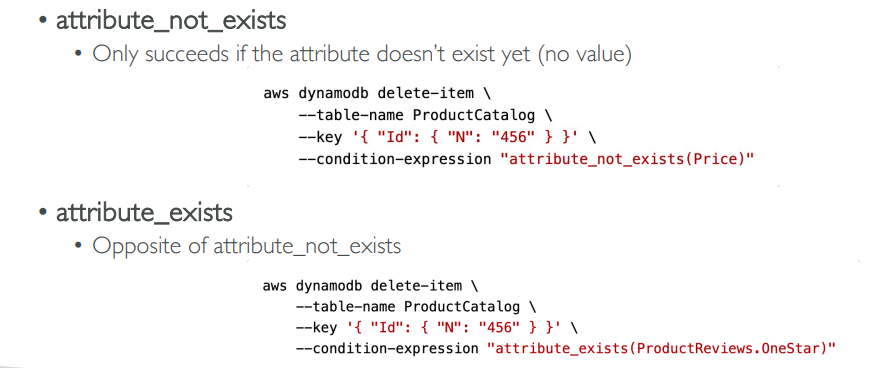 • attribute_not_exists
• Only succeeds if the attribute doesn't exist yet (no value)
aws dynamodb delete-item \
--table-name ProductCatalog \
--key '{ "Id": { "N": "456" } }' \
--condition-expression "attribute_not_exists(Price)"
• attribute_exists
• Opposite of attribute_not_exists
aws dynamodb delete-item \
--table-name ProductCatalog \
--key '{ "Id": { "N": "456" } }' \
--condition-expression "attribute_exists(ProductReviews.OneStar)"